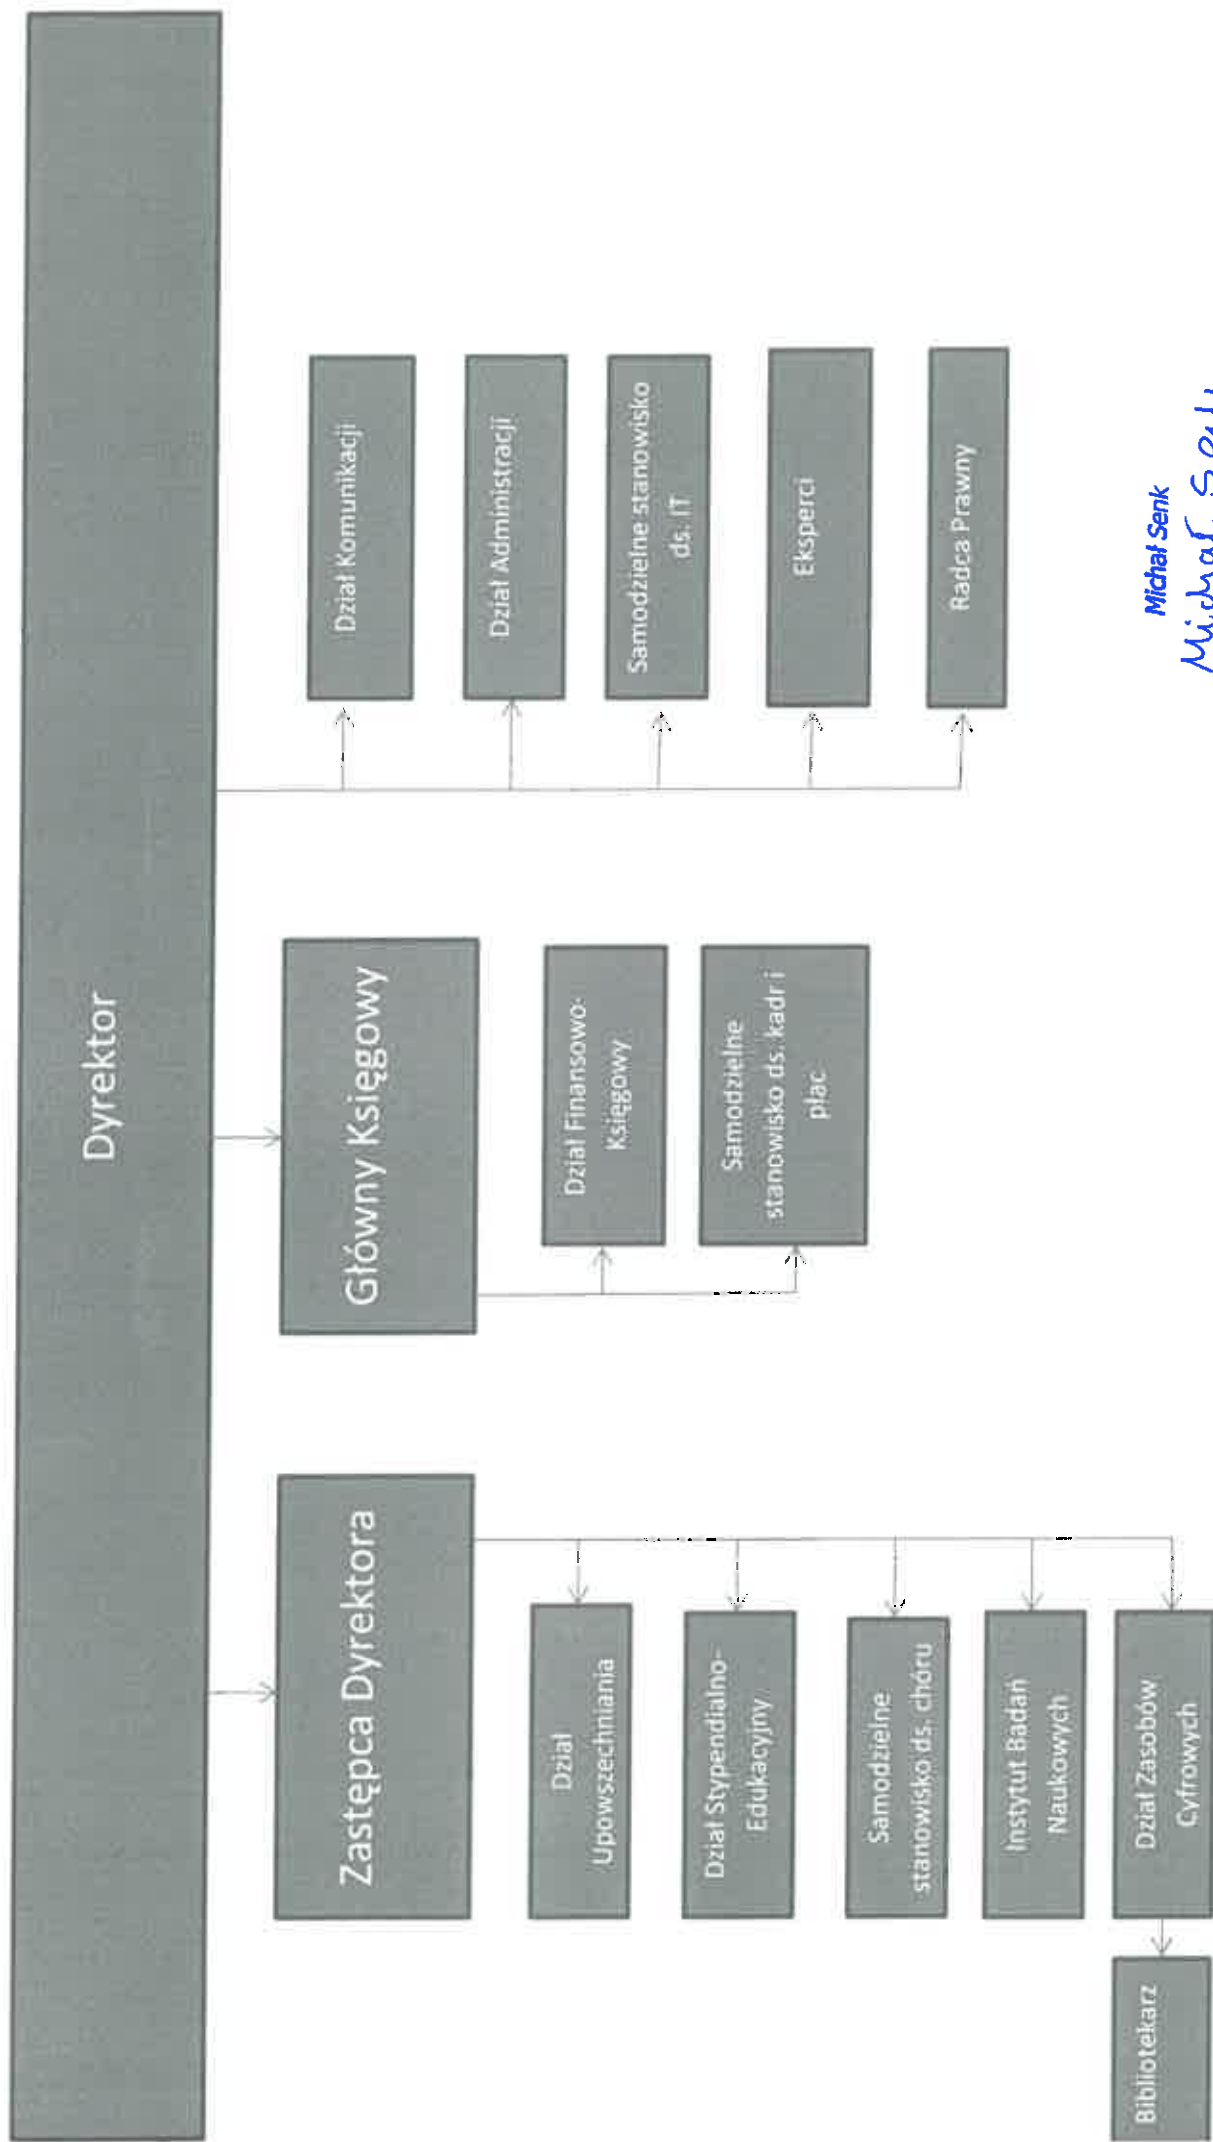 Dyrektor
Zastępca Dyrektora
Dział
Upowszechniania
Dział Stypendialno-
Edukacyjny
Samodzielne
stanowisko ds. chóru
Instytut Badań
Naukowych
Dział Zasobów
Cyfrowych
Bibliotekarz
Główny Księgowy
Dział Finansowo-
Księgowy
Samodzielne
stanowisko ds. kadr i
płac
Dział Komunikacji
Dział Administracji
Samodzielne stanowisko
ds. IT
Eksperci
Radca Prawny
Michał Senk
Michał Senk